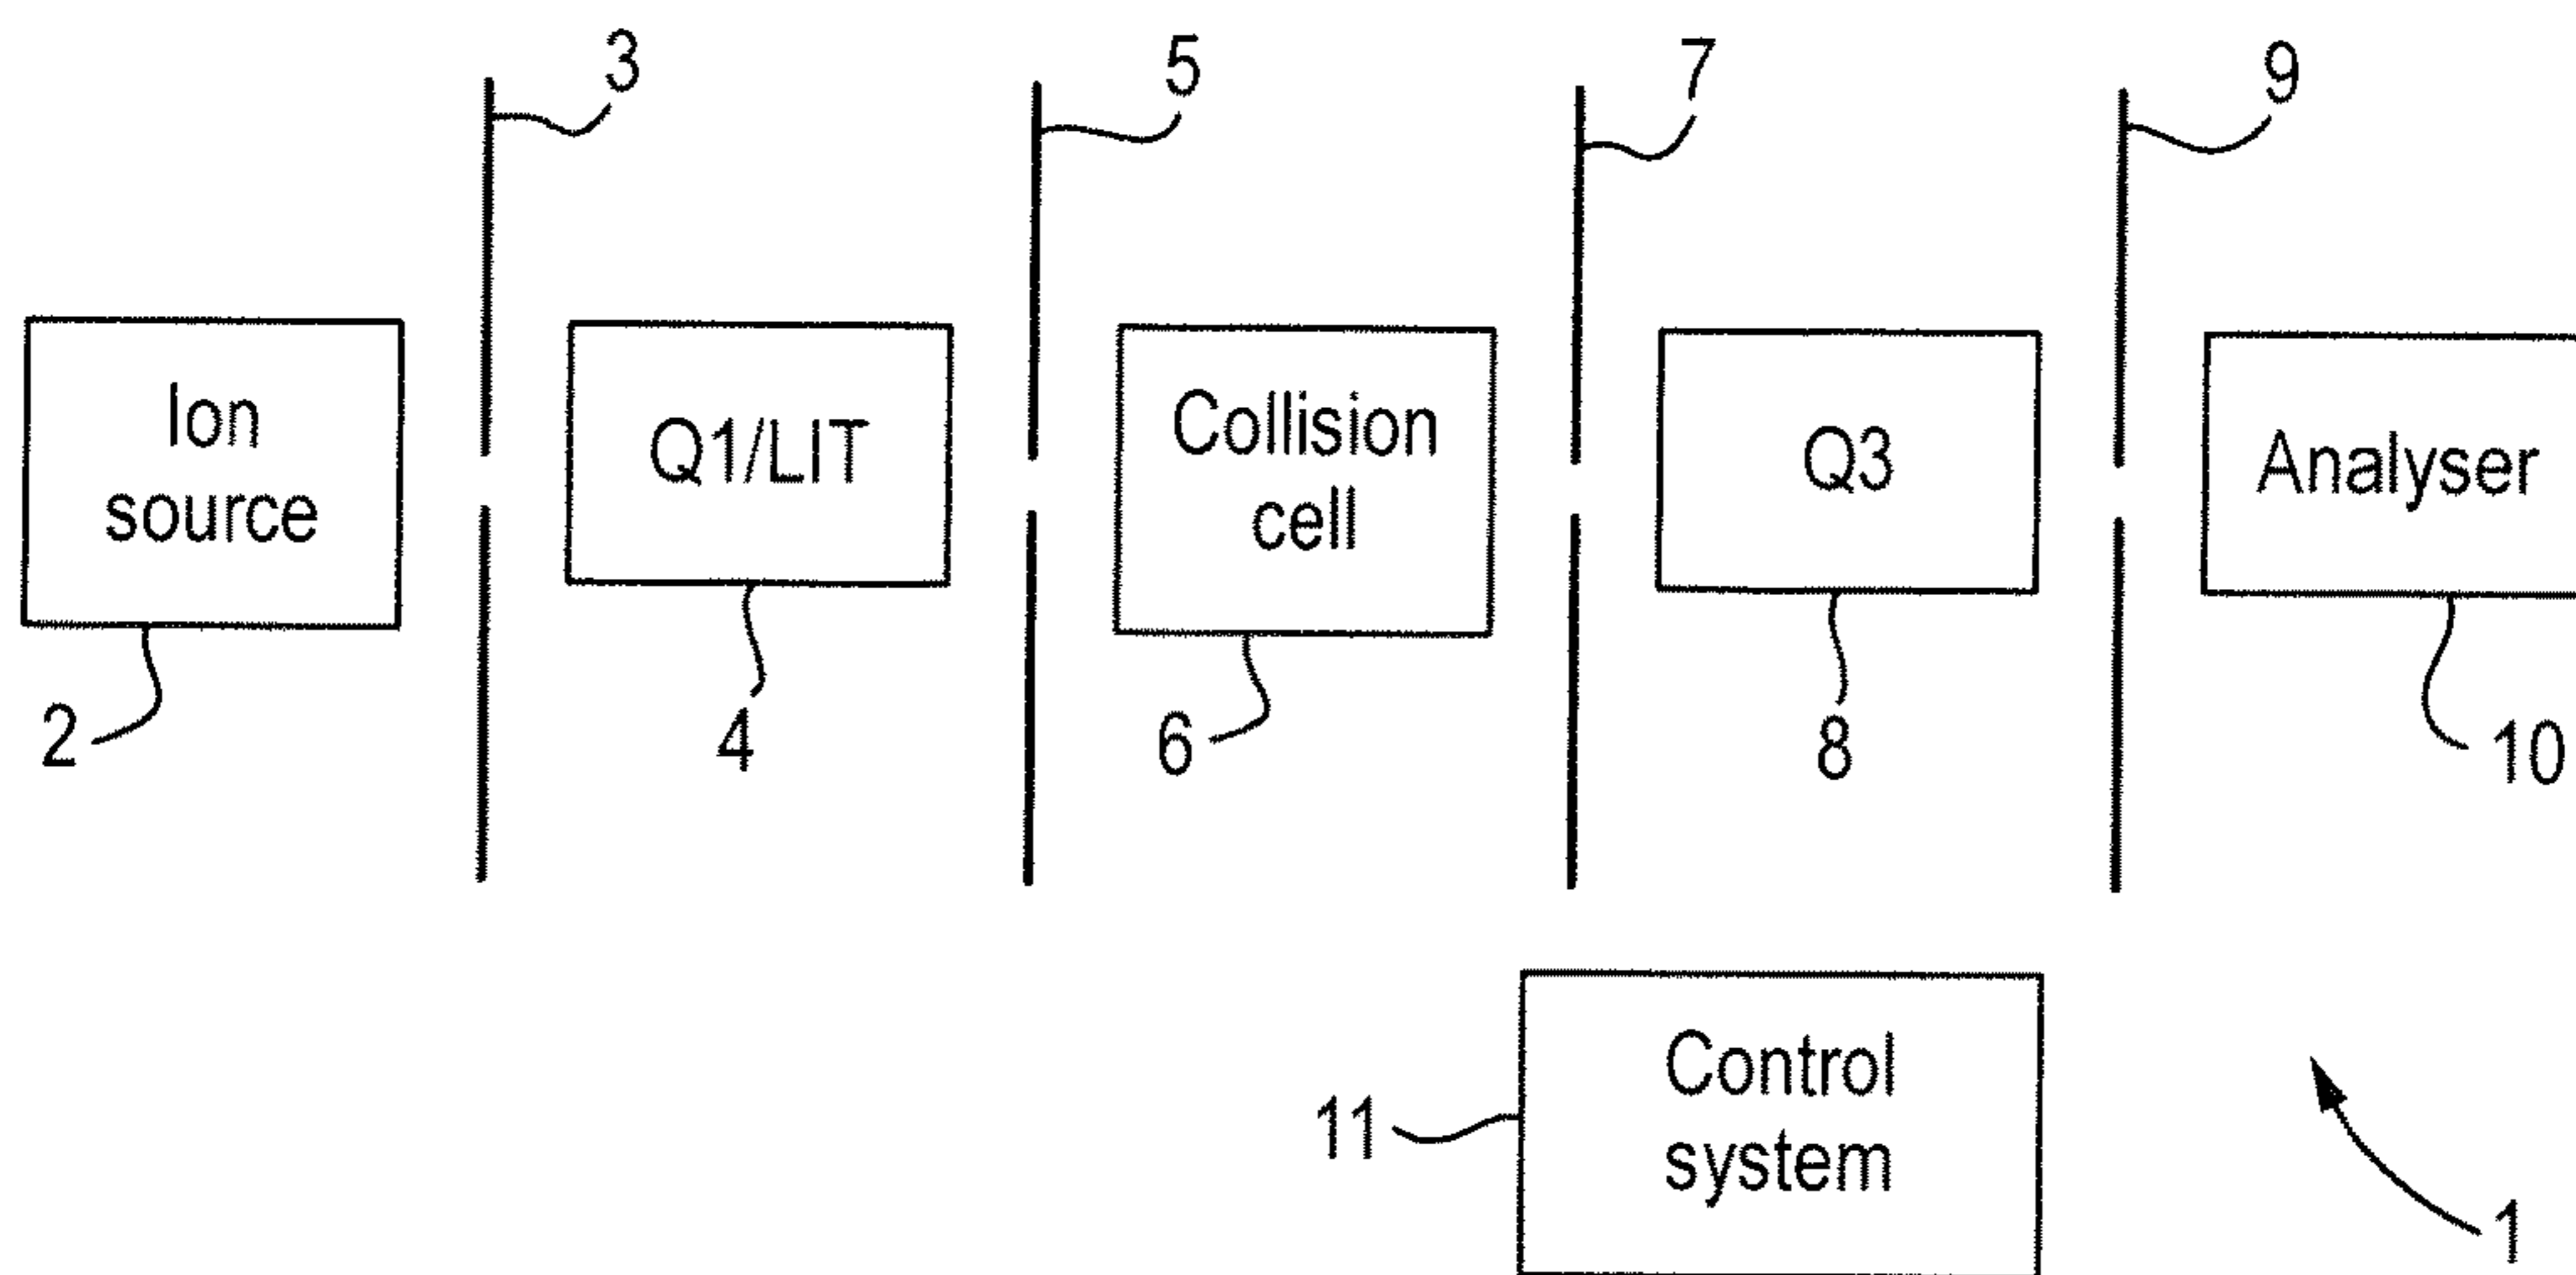 3
5
7
9
Ion
source
Q1/LIT
Collision
cell
Q3
Analyser
2
4
6
8
10
Control
system
11
1